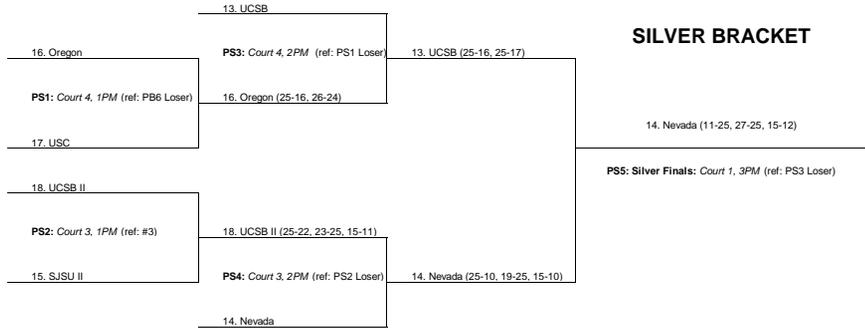 13. UCSB
SILVER BRACKET
16. Oregon
PS3: Court 4, 2PM (ref: PS1 Loser)
13. UCSB (25-16, 25-17)
PS1: Court 4, 1PM (ref: PB6 Loser)
16. Oregon (25-16, 26-24)
14. Nevada (11-25, 27-25, 15-12)
17. USC
PS5: Silver Finals: Court 1, 3PM (ref: PS3 Loser)
18. UCSB II
PS2: Court 3, 1PM (ref: #3)
18. UCSB II (25-22, 23-25, 15-11)
15. SJSU II
PS4: Court 3, 2PM (ref: PS2 Loser)
14. Nevada (25-10, 19-25, 15-10)
14. Nevada